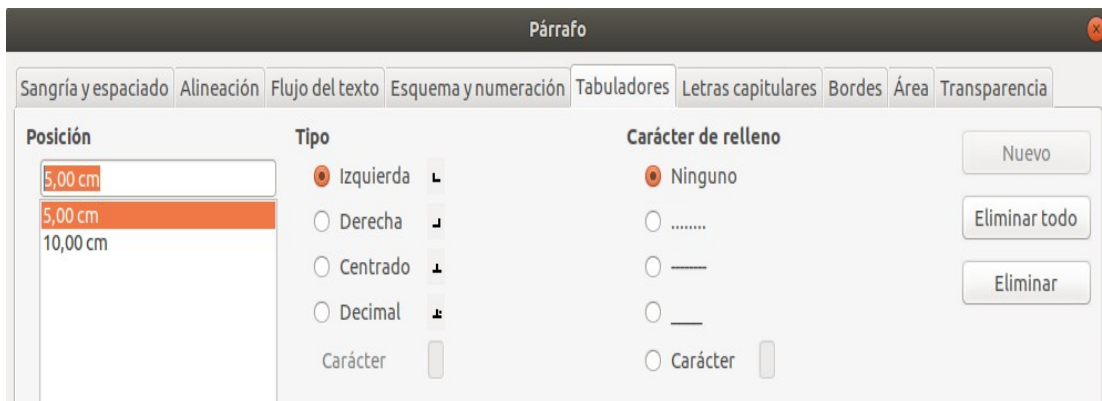 Párrafo
Sangría y espaciado Alineación Flujo del texto Esquema y numeración Tabuladores Letras capitulares Bordes Área Transparencia
Posición Tipo Carácter de relleno
Nuevo
5,00 cm Izquierda Ninguno
5,00 cm Derecha ........ Eliminar todo
10,00 cm Centrado -------
Eliminar
Decimal ____
Carácter Carácter